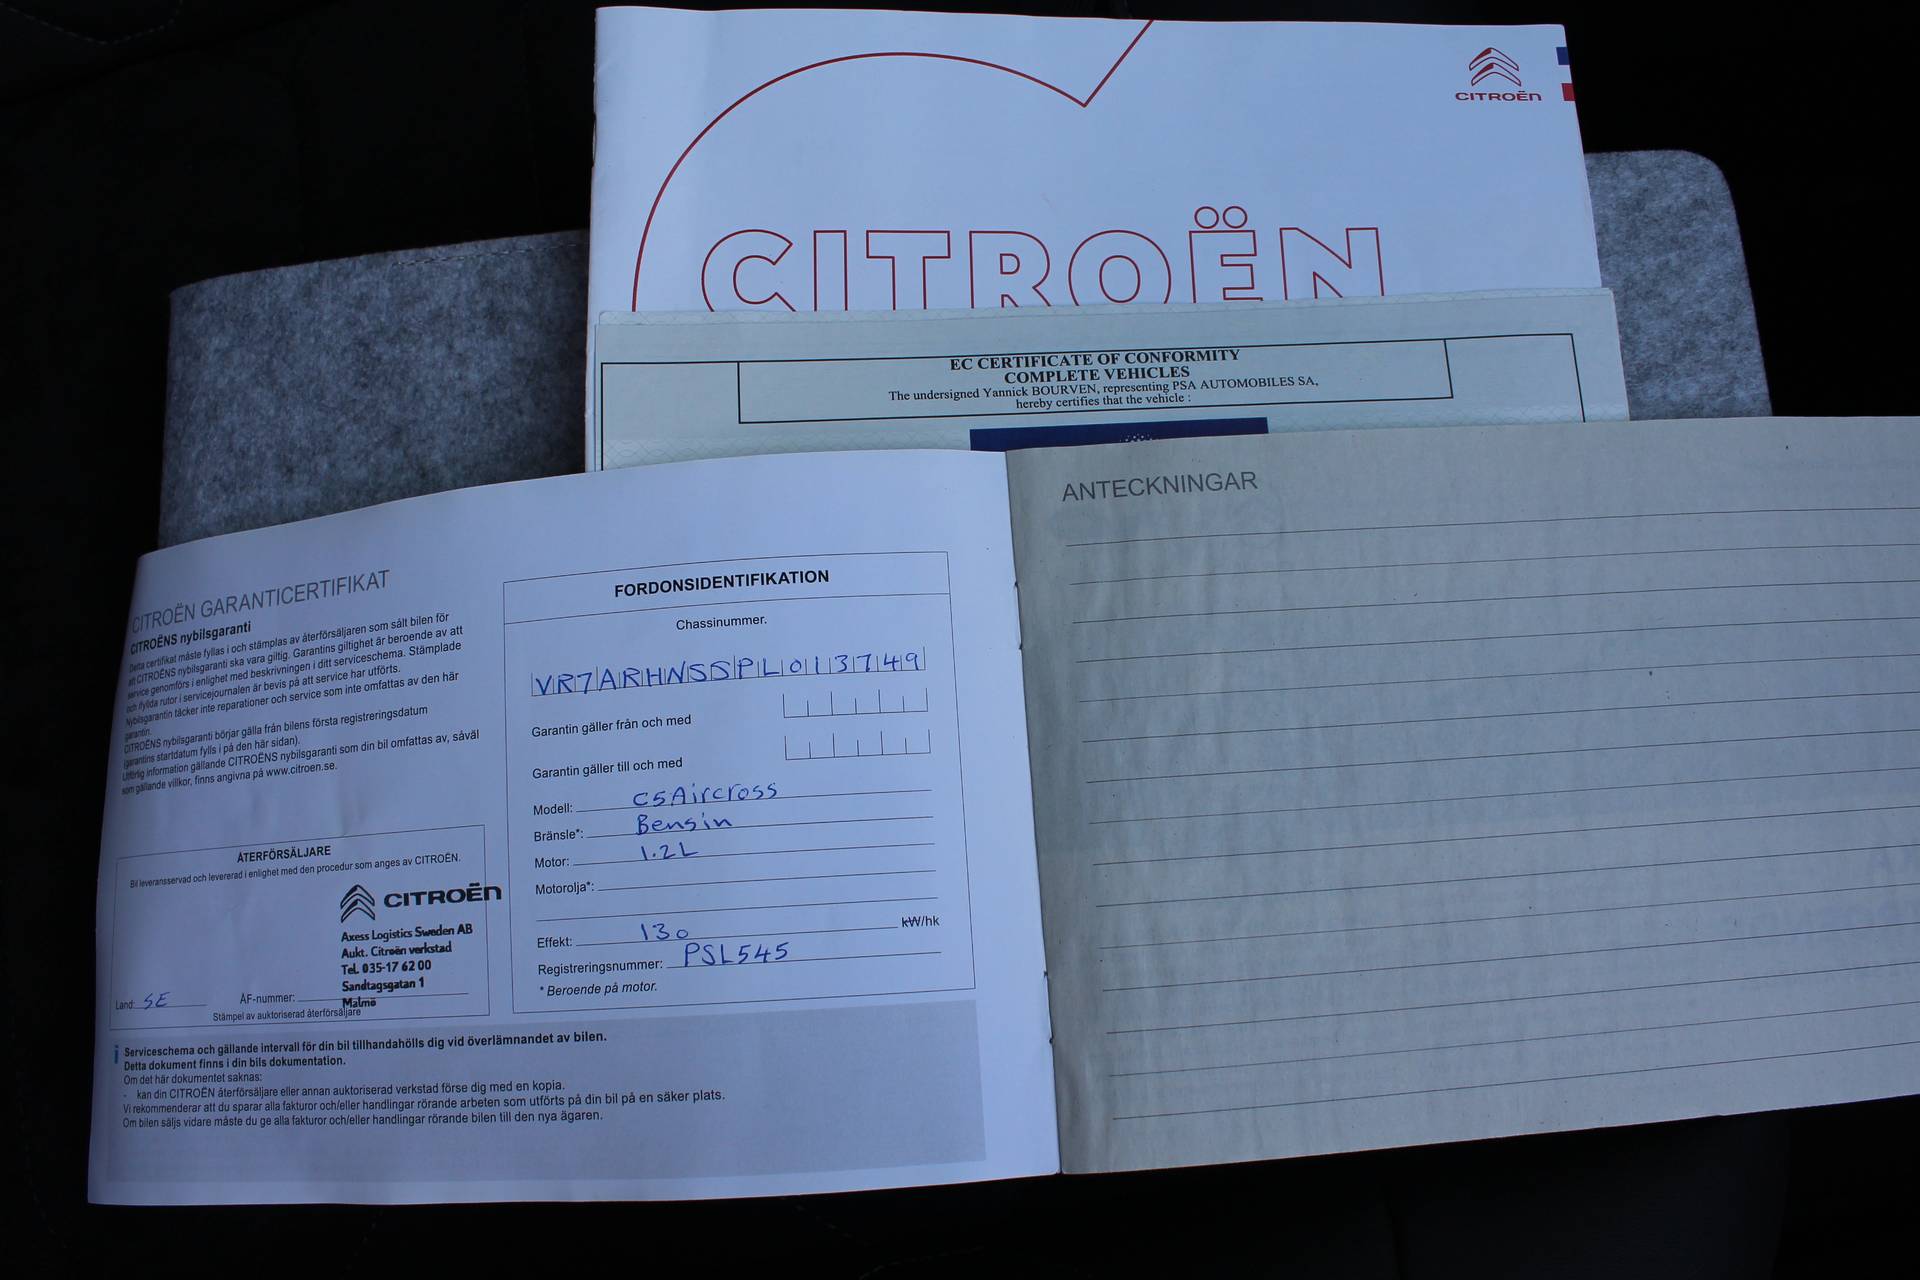 CITROËN
CITROËN
EC CERTIFICATE OF CONFORMITY
COMPLETE VEHICLES
The undersigned Yannick BOURVEN, representing PSA AUTOMOBILES SA,
hereby certifies that the vehicle :
CITROËN GARANTICERTIFIKAT
CITROËNS nybilsgaranti
Detta certifikat måste fyllas i och stämplas av återförsäljaren som sålt bilen för
att CITROËNS nybilsgaranti ska vara giltig. Garantins giltighet är beroende av att
service genomförs i enlighet med beskrivningen i ditt serviceschema. Stämplade
och ifyllda rutor i servicejournalen är bevis på att service har utförts.
Nybilsgarantin täcker inte reparationer och service som inte omfattas av den här
garantin.
CITROËNS nybilsgaranti börjar gälla från bilens första registreringsdatum
(garantins startdatum fylls i på den här sidan).
Utförlig information gällande CITROËNS nybilsgaranti som din bil omfattas av, såväl
som gällande villkor, finns angivna på www.citroen.se.
ÅTERFÖRSÄLJARE
Bil leveransservad och levererad i enlighet med den procedur som anges av CITROËN.
CITROËN
Axess Logistics Sweden AB
Aukt. Citroën verkstad
Tel. 035-17 62 00
Sandtagsgatan 1
Malmö
Land: SE ÅF-nummer:
Stämpel av auktoriserad återförsäljare
FORDONSIDENTIFIKATION
Chassinummer.
VR7ARHNSSPL013749
Garantin gäller från och med
Garantin gäller till och med
Modell: C5Aircross
Bränsle*: Bensin
Motor: 1.2L
Motorolja*:
Effekt: 130 kW/hk
Registreringsnummer: PSL545
* Beroende på motor.
i Serviceschema och gällande intervall för din bil tillhandahölls dig vid överlämnandet av bilen.
Detta dokument finns i din bils dokumentation.
Om det här dokumentet saknas:
- kan din CITROËN återförsäljare eller annan auktoriserad verkstad förse dig med en kopia.
Vi rekommenderar att du sparar alla fakturor och/eller handlingar rörande arbeten som utförts på din bil på en säker plats.
Om bilen säljs vidare måste du ge alla fakturor och/eller handlingar rörande bilen till den nya ägaren.
ANTECKNINGAR